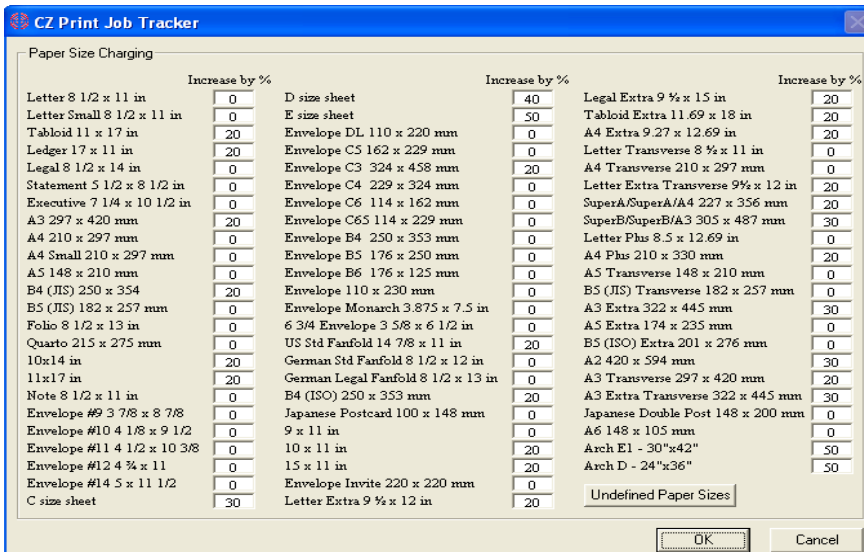 CZ Print Job Tracker
Paper Size Charging
Increase by %
Letter 8 1/2 x 11 in 0
Letter Small 8 1/2 x 11 in 0
Tabloid 11 x 17 in 20
Ledger 17 x 11 in 20
Legal 8 1/2 x 14 in 0
Statement 5 1/2 x 8 1/2 in 0
Executive 7 1/4 x 10 1/2 in 0
A3 297 x 420 mm 20
A4 210 x 297 mm 0
A4 Small 210 x 297 mm 0
A5 148 x 210 mm 0
B4 (JIS) 250 x 354 20
B5 (JIS) 182 x 257 mm 0
Folio 8 1/2 x 13 in 0
Quarto 215 x 275 mm 0
10x14 in 20
11x17 in 20
Note 8 1/2 x 11 in 0
Envelope #9 3 7/8 x 8 7/8 0
Envelope #10 4 1/8 x 9 1/2 0
Envelope #11 4 1/2 x 10 3/8 0
Envelope #12 4 ¾ x 11 0
Envelope #14 5 x 11 1/2 0
C size sheet 30
Increase by %
D size sheet 40
E size sheet 50
Envelope DL 110 x 220 mm 0
Envelope C5 162 x 229 mm 0
Envelope C3 324 x 458 mm 20
Envelope C4 229 x 324 mm 0
Envelope C6 114 x 162 mm 0
Envelope C65 114 x 229 mm 0
Envelope B4 250 x 353 mm 0
Envelope B5 176 x 250 mm 0
Envelope B6 176 x 125 mm 0
Envelope 110 x 230 mm 0
Envelope Monarch 3.875 x 7.5 in 0
6 3/4 Envelope 3 5/8 x 6 1/2 in 0
US Std Fanfold 14 7/8 x 11 in 20
German Std Fanfold 8 1/2 x 12 in 0
German Legal Fanfold 8 1/2 x 13 in 0
B4 (ISO) 250 x 353 mm 20
Japanese Postcard 100 x 148 mm 0
9 x 11 in 0
10 x 11 in 20
15 x 11 in 20
Envelope Invite 220 x 220 mm 0
Letter Extra 9 ½ x 12 in 20
Increase by %
Legal Extra 9 ½ x 15 in 20
Tabloid Extra 11.69 x 18 in 20
A4 Extra 9.27 x 12.69 in 20
Letter Transverse 8 ½ x 11 in 0
A4 Transverse 210 x 297 mm 0
Letter Extra Transverse 9½ x 12 in 20
SuperA/SuperA/A4 227 x 356 mm 20
SuperB/SuperB/A3 305 x 487 mm 30
Letter Plus 8.5 x 12.69 in 0
A4 Plus 210 x 330 mm 20
A5 Transverse 148 x 210 mm 0
B5 (JIS) Transverse 182 x 257 mm 0
A3 Extra 322 x 445 mm 30
A5 Extra 174 x 235 mm 0
B5 (ISO) Extra 201 x 276 mm 0
A2 420 x 594 mm 30
A3 Transverse 297 x 420 mm 20
A3 Extra Transverse 322 x 445 mm 30
Japanese Double Post 148 x 200 mm 0
A6 148 x 105 mm 0
Arch E1 - 30"x42" 50
Arch D - 24"x36" 50
Undefined Paper Sizes
OK
Cancel